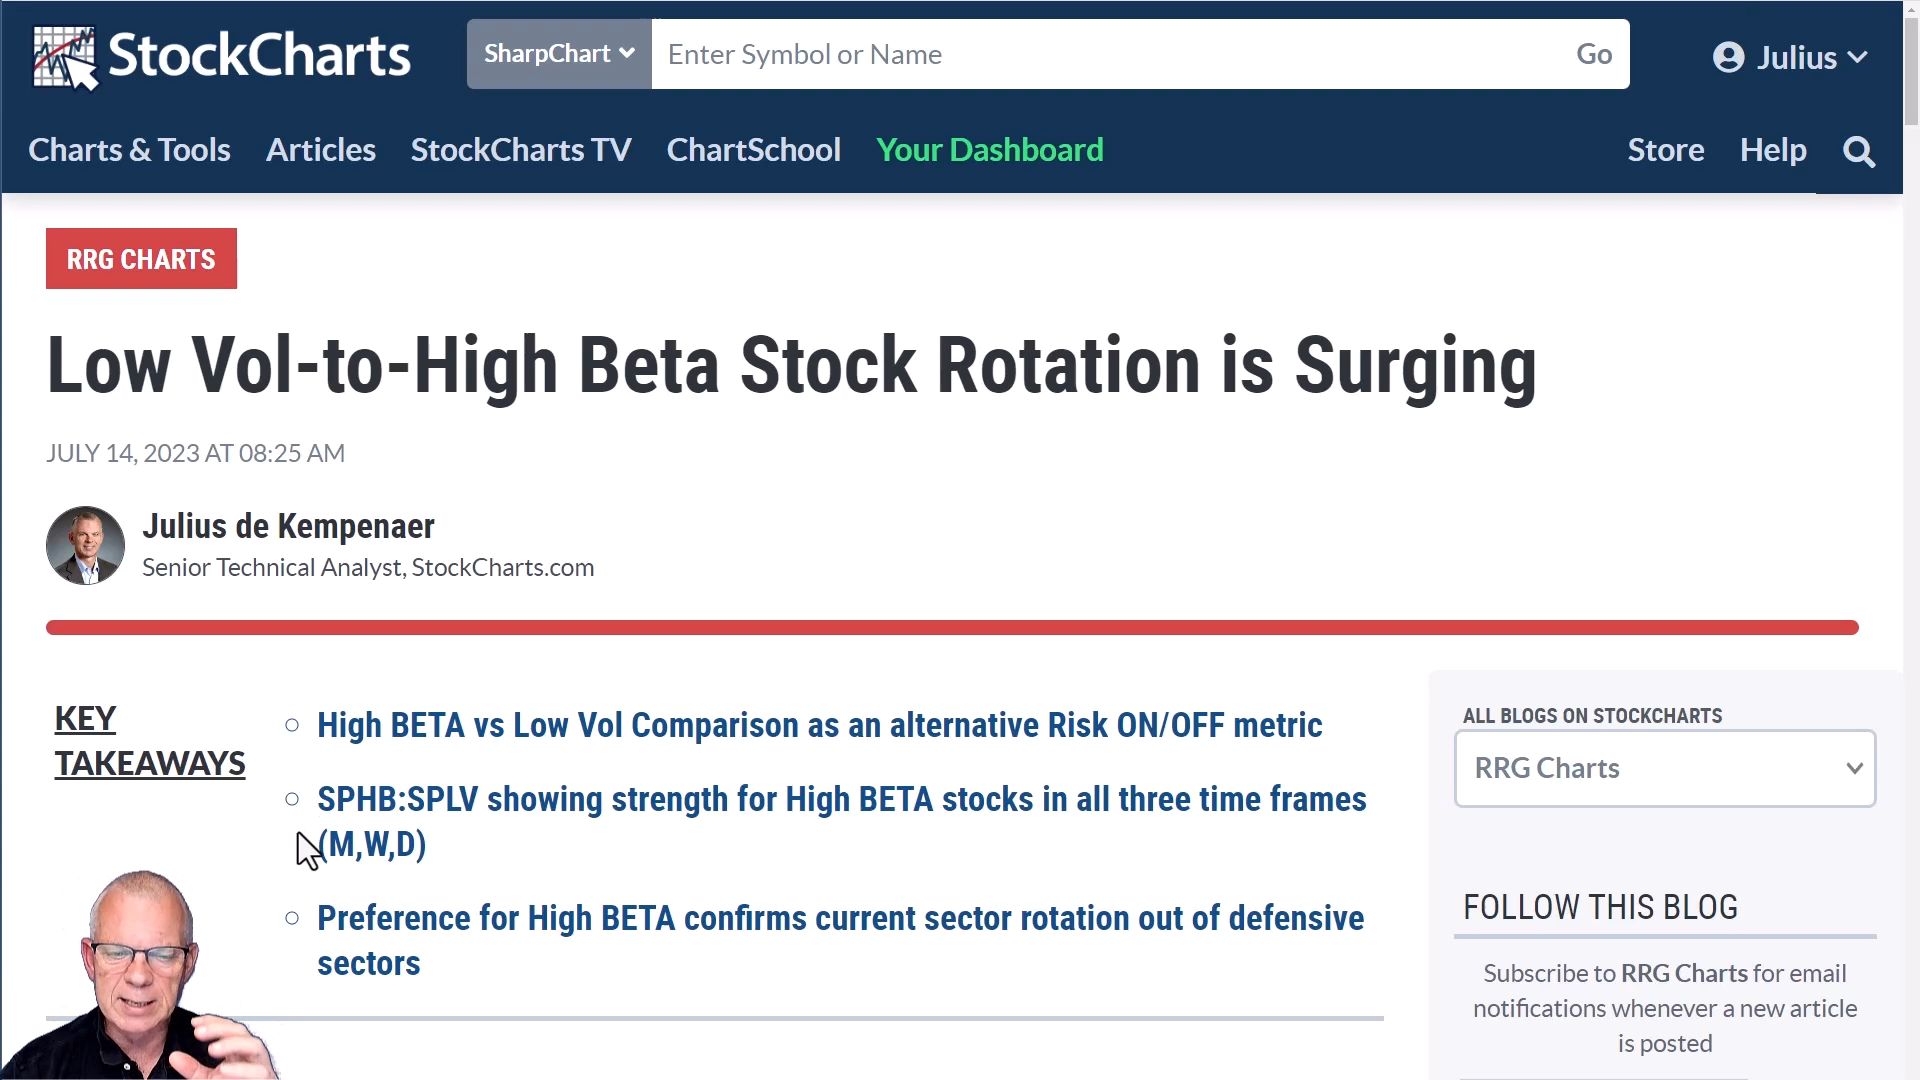 StockCharts
SharpChart
Enter Symbol or Name
Go
Julius
Charts & Tools
Articles
StockCharts TV
ChartSchool
Your Dashboard
Store
Help
RRG CHARTS
Low Vol-to-High Beta Stock Rotation is Surging
JULY 14, 2023 AT 08:25 AM
Julius de Kempenaer
Senior Technical Analyst, StockCharts.com
KEY
TAKEAWAYS
High BETA vs Low Vol Comparison as an alternative Risk ON/OFF metric
SPHB:SPLV showing strength for High BETA stocks in all three time frames
(M,W,D)
Preference for High BETA confirms current sector rotation out of defensive
sectors
ALL BLOGS ON STOCKCHARTS
RRG Charts
FOLLOW THIS BLOG
Subscribe to RRG Charts for email
notifications whenever a new article
is posted